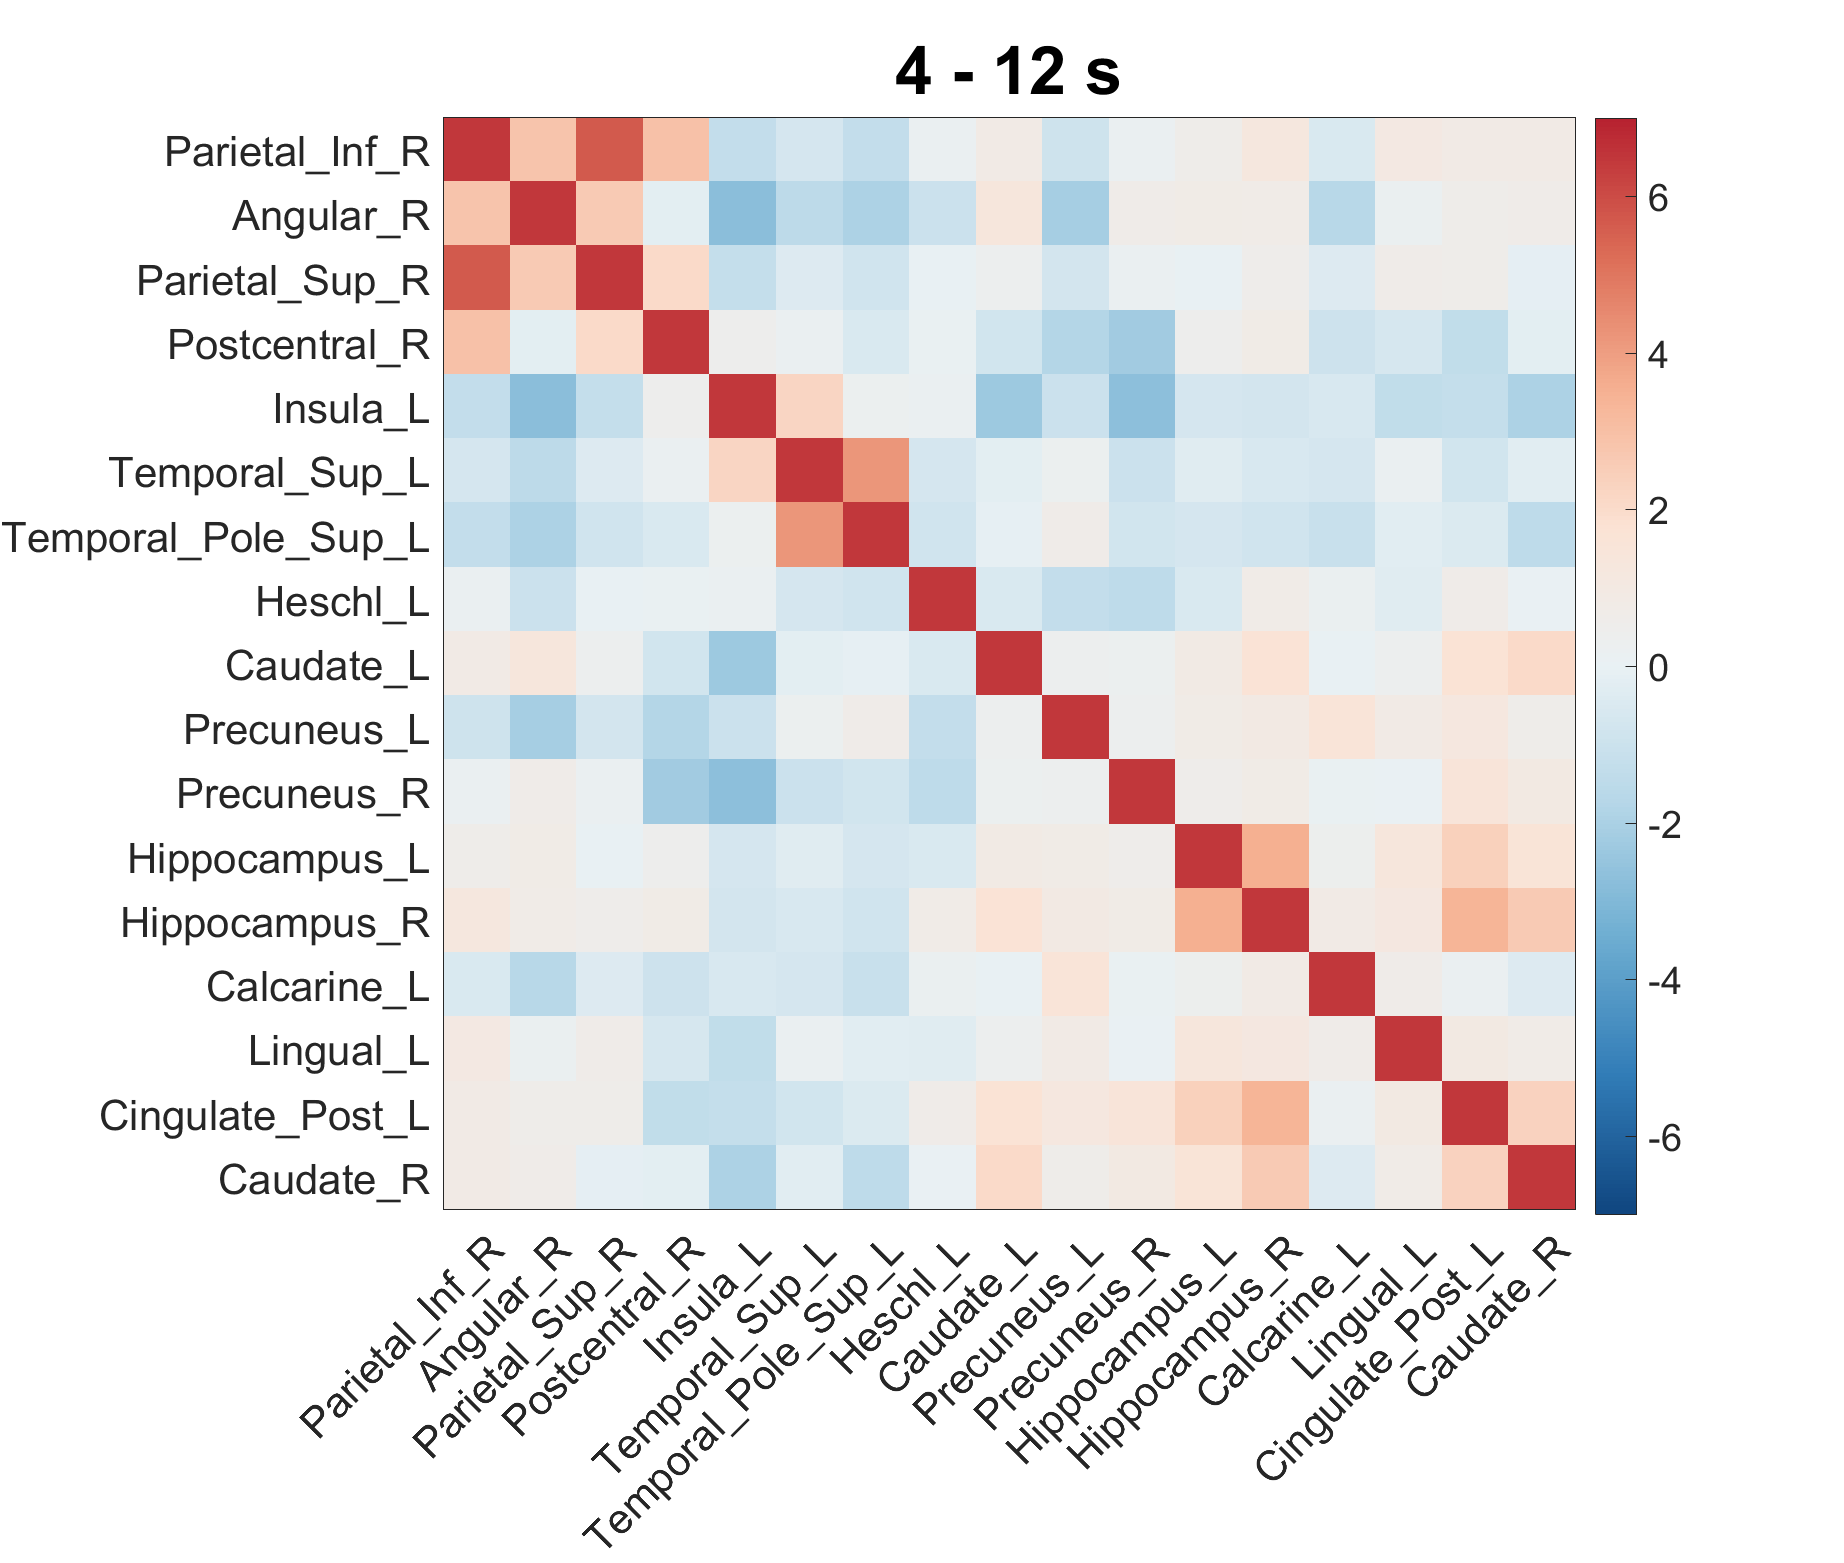 4 - 12 s
Parietal_Inf_R
Angular_R
Parietal_Sup_R
Postcentral_R
Insula_L
Temporal_Sup_L
Temporal_Pole_Sup_L
Heschl_L
Caudate_L
Precuneus_L
Precuneus_R
Hippocampus_L
Hippocampus_R
Calcarine_L
Lingual_L
Cingulate_Post_L
Caudate_R
6
4
2
0
-2
-4
-6
Parietal_Inf_R
Angular_R
Parietal_Sup_R
Postcentral_R
Insula_L
Temporal_Sup_L
Temporal_Pole_Sup_L
Heschl_L
Caudate_L
Precuneus_L
Precuneus_R
Hippocampus_L
Hippocampus_R
Calcarine_L
Lingual_L
Cingulate_Post_L
Caudate_R